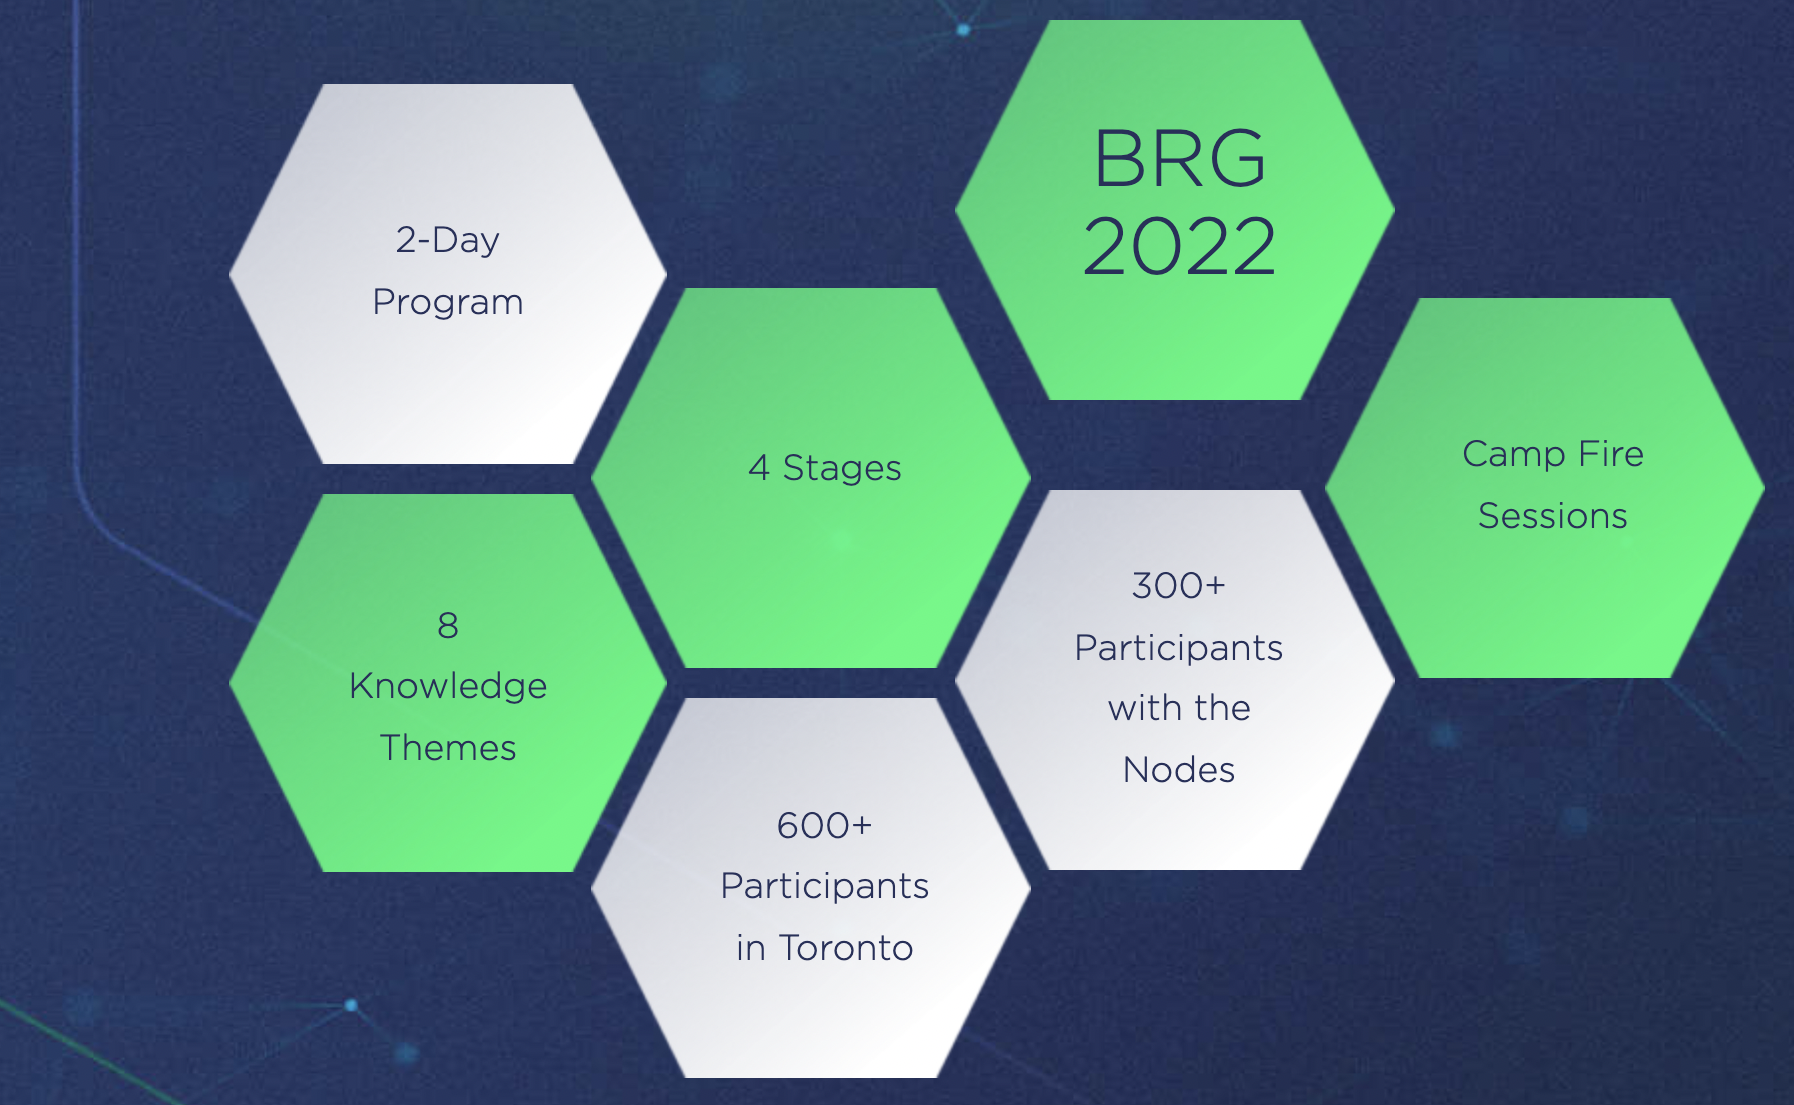 BRG
2022
2-Day
Program
4 Stages
Camp Fire
Sessions
8
Knowledge
Themes
300+
Participants
with the
Nodes
600+
Participants
in Toronto